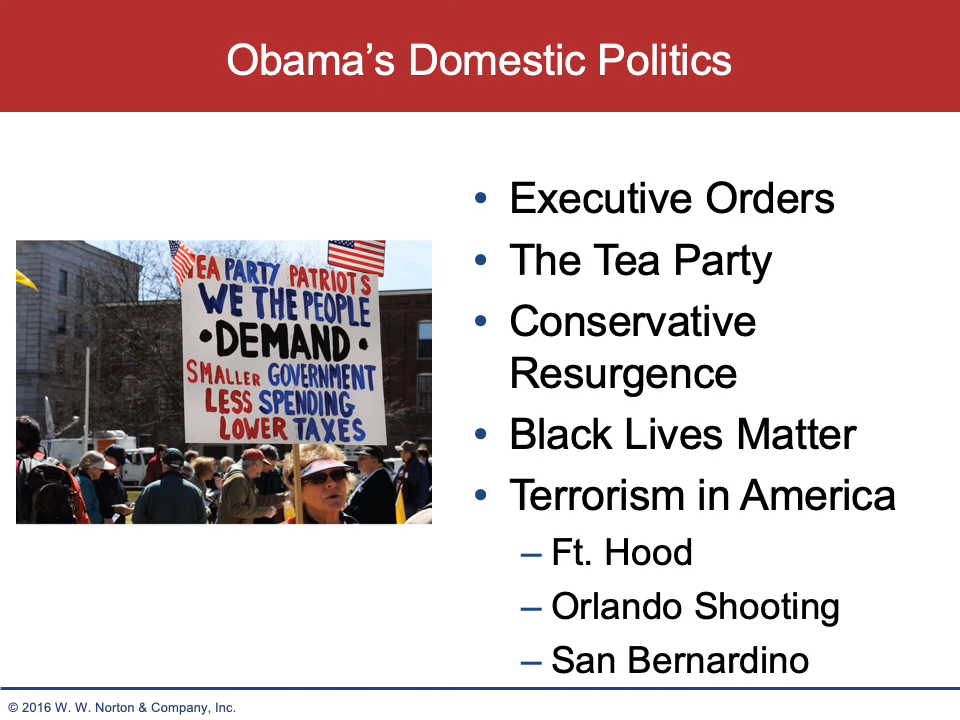 Obama’s Domestic Politics
TEA PARTY PATRIOTS
WE THE PEOPLE
• DEMAND •
SMALLER GOVERNMENT
LESS SPENDING
LOWER TAXES
• Executive Orders
• The Tea Party
• Conservative
Resurgence
• Black Lives Matter
• Terrorism in America
– Ft. Hood
– Orlando Shooting
– San Bernardino
© 2016 W. W. Norton & Company, Inc.